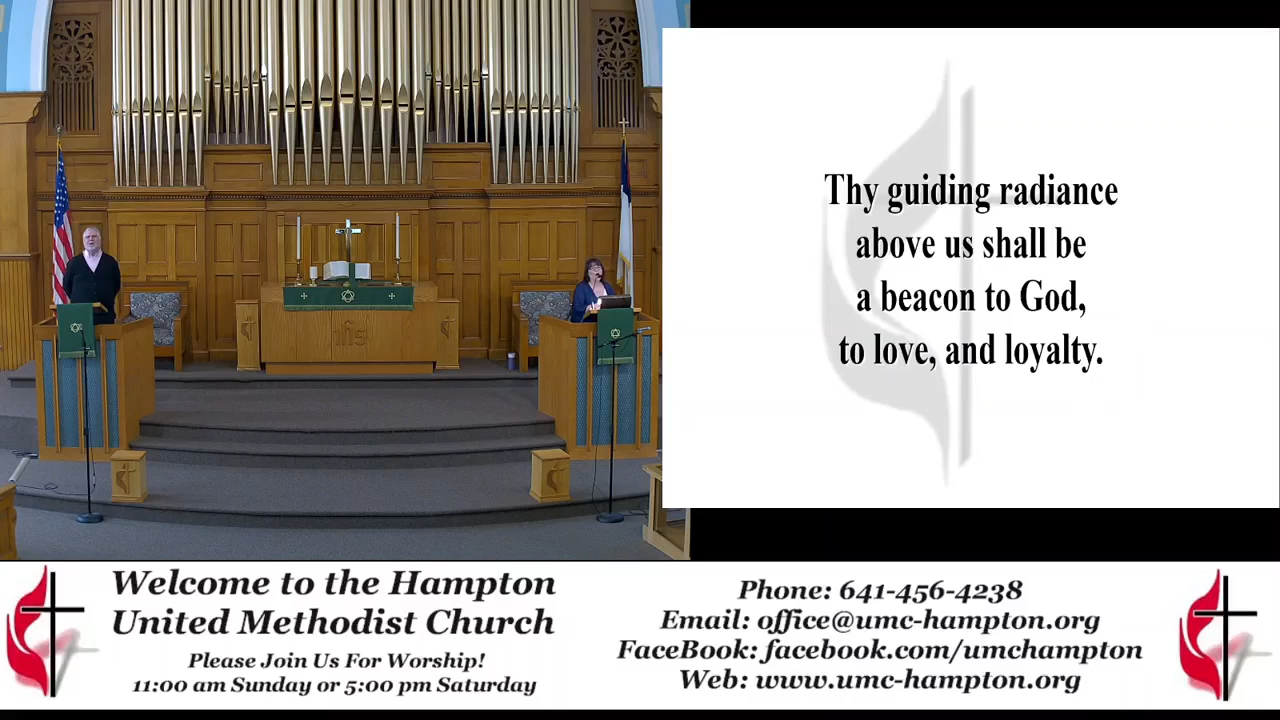 Thy guiding radiance
above us shall be
a beacon to God,
to love, and loyalty.
ihs
Welcome to the Hampton
United Methodist Church
Please Join Us For Worship!
11:00 am Sunday or 5:00 pm Saturday
Phone: 641-456-4238
Email: office@umc-hampton.org
FaceBook: facebook.com/umchampton
Web: www.umc-hampton.org